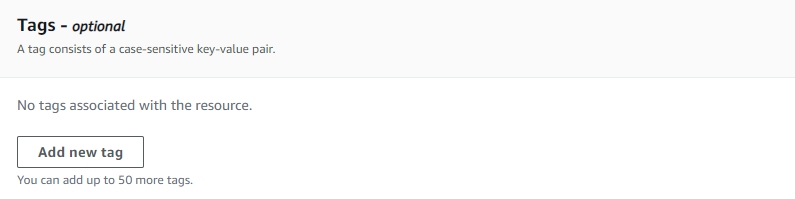 Tags - optional
A tag consists of a case-sensitive key-value pair.
No tags associated with the resource.
Add new tag
You can add up to 50 more tags.